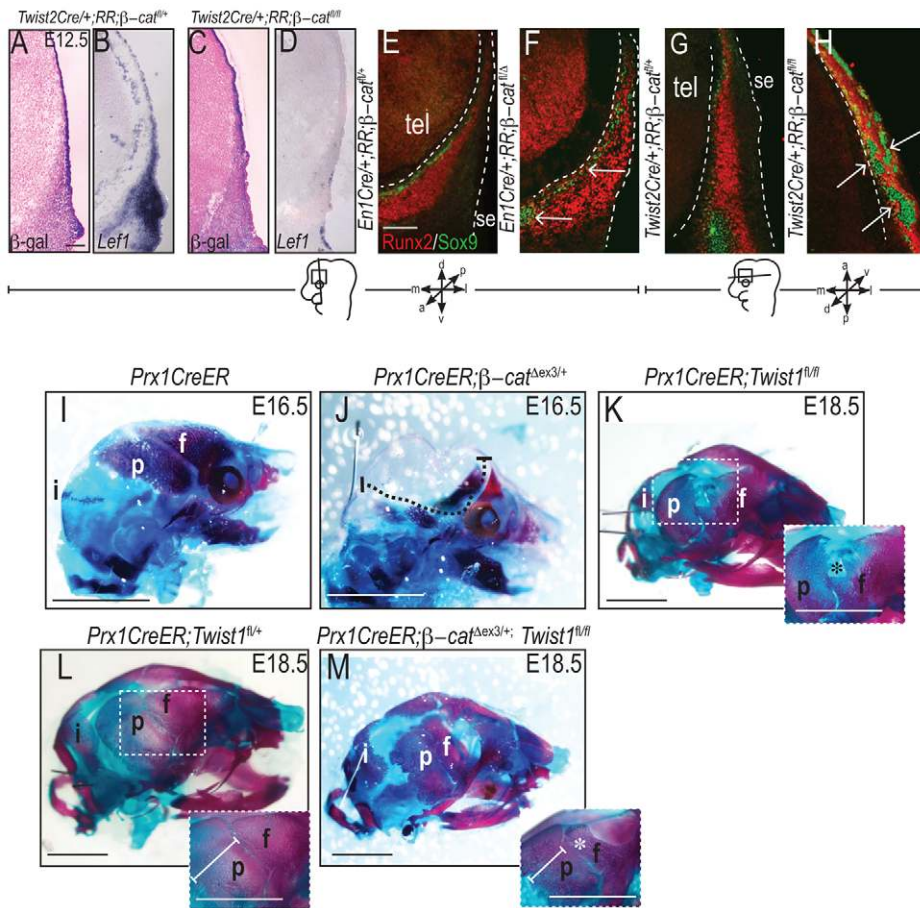 Twist2Cre/+;RR;β-cat^fl/+ Twist2Cre/+;RR;β-cat^fl/fl
A E12.5 B C D E F G H
En1Cre/+;RR;β-cat^fl/+
En1Cre/+;RR;β-cat^fl/Δ
Twist2Cre/+;RR;β-cat^fl/+
Twist2Cre/+;RR;β-cat^fl/fl
tel tel se
se
β-gal Lef1 β-gal Lef1 Runx2/Sox9
d p m l a v
a v m l d p
Prx1CreER Prx1CreER;β-cat^Δex3/+ Prx1CreER;Twist1^fl/fl
I E16.5 J E16.5 K E18.5
i p f
i p f
p * f
Prx1CreER;Twist1^fl/+ Prx1CreER;β-cat^Δex3/+; Twist1^fl/fl
L E18.5 M E18.5
i p f
i p f
p f
p * f